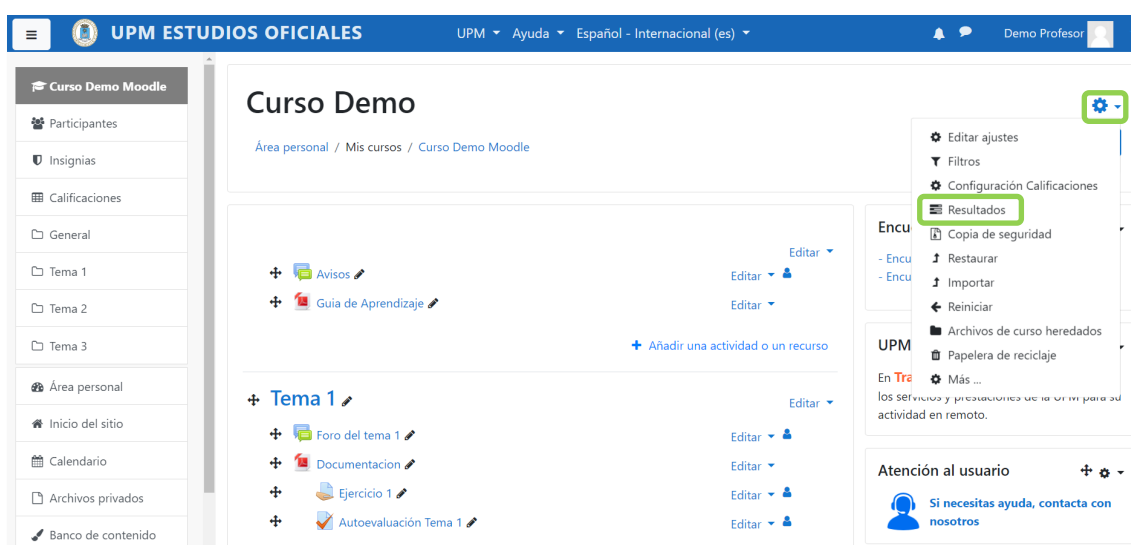 UPM ESTUDIOS OFICIALES
UPM
Ayuda
Español - Internacional (es)
Demo Profesor
Curso Demo Moodle
Participantes
Insignias
Calificaciones
General
Tema 1
Tema 2
Tema 3
Área personal
Inicio del sitio
Calendario
Archivos privados
Banco de contenido
Curso Demo
Área personal / Mis cursos / Curso Demo Moodle
Editar ajustes
Filtros
Configuración Calificaciones
Resultados
Copia de seguridad
Restaurar
Importar
Reiniciar
Archivos de curso heredados
Papelera de reciclaje
Más ...
Editar
Avisos
Editar
Guia de Aprendizaje
Editar
Añadir una actividad o un recurso
Tema 1
Editar
Foro del tema 1
Editar
Documentacion
Editar
Ejercicio 1
Editar
Autoevaluación Tema 1
Editar
Encu
- Encu
- Encu
UPM
En Tra
los servicios y prestaciones de la UPM para su
actividad en remoto.
Atención al usuario
Si necesitas ayuda, contacta con
nosotros